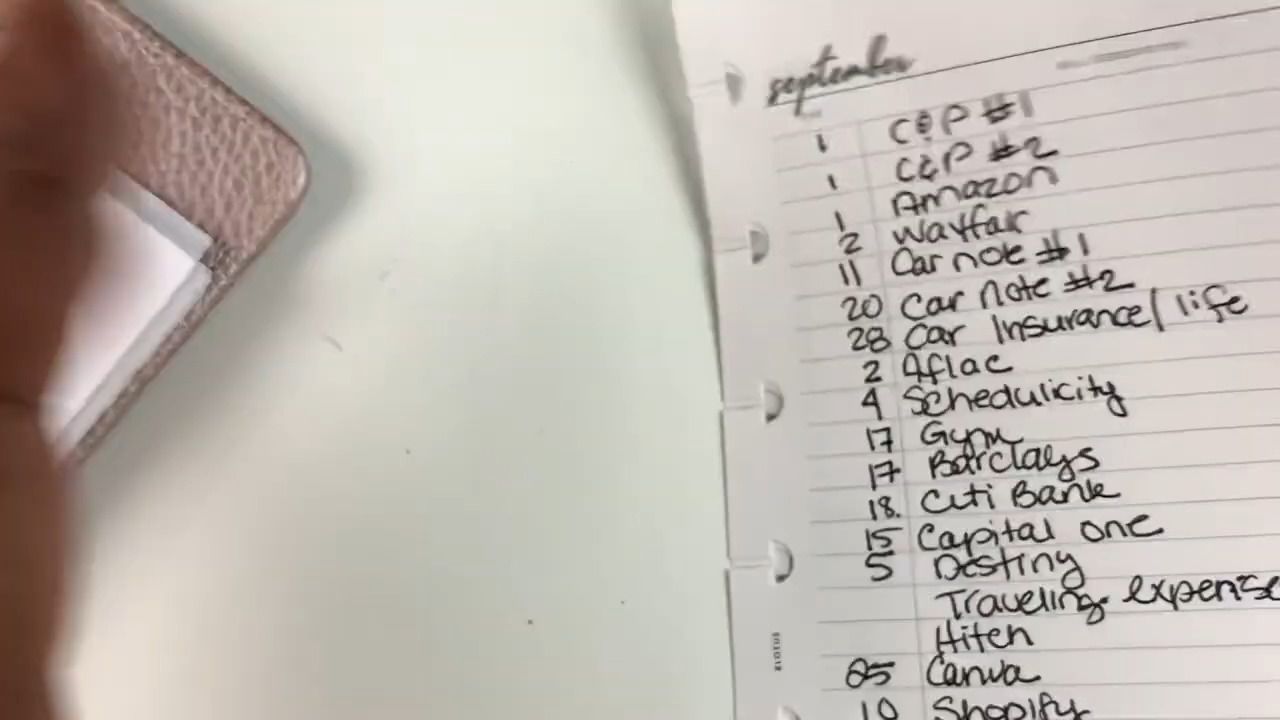 september
1 C&P #1
1 C&P #2
1 Amazon
2 Wayfair
11 Car note #1
20 Car Note #2
28 Car Insurance/life
2 Aflac
4 Schedulicity
17 Gym
17 Barclays
18. Citi Bank
15 Capital one
5 Destiny
Traveling expense
Hiten
05 Canva
10 Shopify